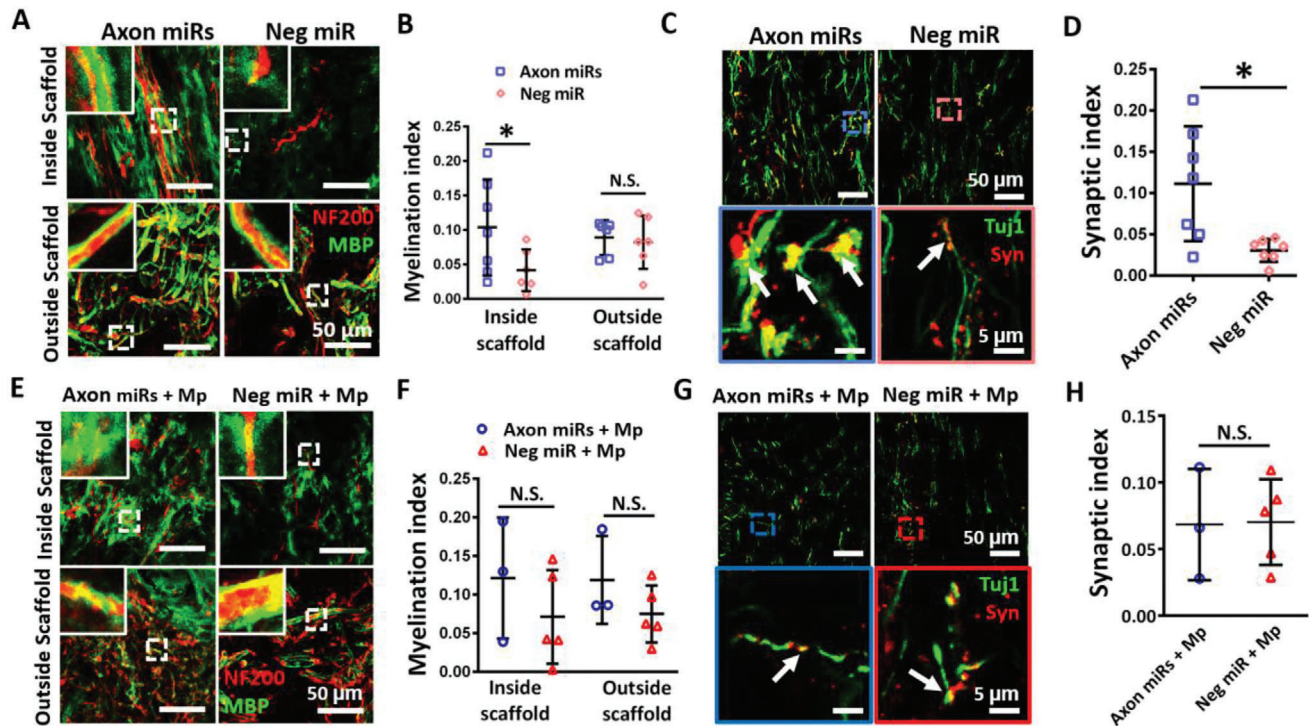 A
Axon miRs
Neg miR
Inside Scaffold
Outside Scaffold
NF200
MBP
50 µm
B
Axon miRs
Neg miR
Myelination index
0.25
0.20
0.15
0.10
0.05
0.00
*
N.S.
Inside scaffold
Outside scaffold
C
Axon miRs
Neg miR
50 µm
Tuj1
Syn
5 µm
D
Synaptic index
0.25
0.20
0.15
0.10
0.05
0.00
*
Axon miRs
Neg miR
E
Axon miRs + Mp
Neg miR + Mp
Inside Scaffold
Outside Scaffold
NF200
MBP
50 µm
F
Axon miRs + Mp
Neg miR + Mp
Myelination index
0.25
0.20
0.15
0.10
0.05
0.00
N.S.
N.S.
Inside scaffold
Outside scaffold
G
Axon miRs + Mp
Neg miR + Mp
50 µm
Tuj1
Syn
5 µm
H
Synaptic index
0.15
0.10
0.05
0.00
N.S.
Axon miRs + Mp
Neg miR + Mp